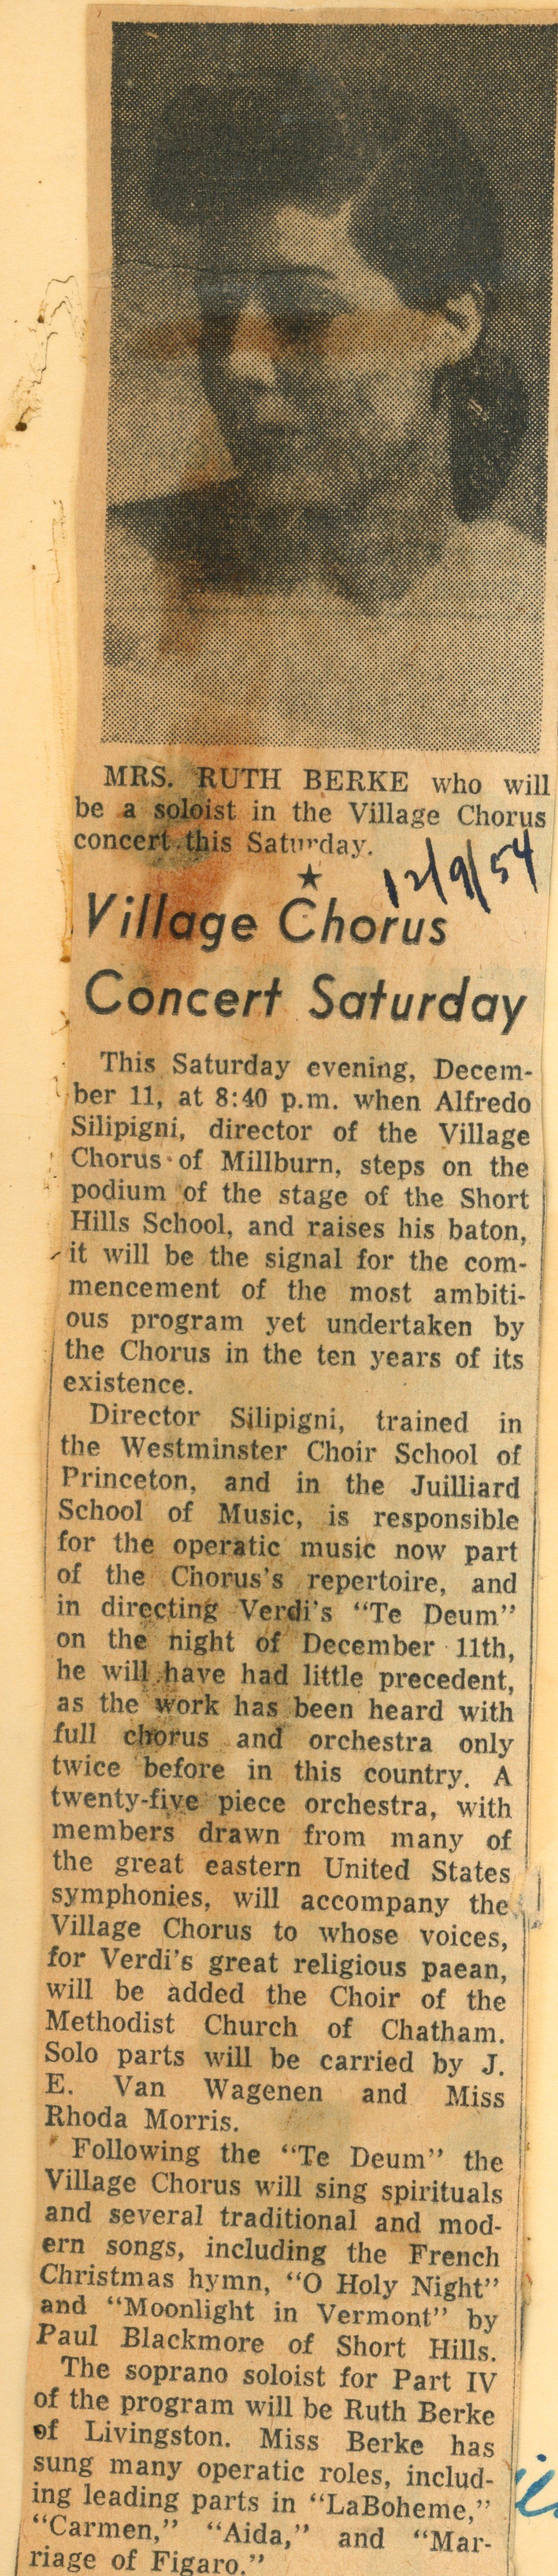 MRS. RUTH BERKE who will
be a soloist in the Village Chorus
concert this Saturday.
12/9/54
★
Village Chorus
Concert Saturday
This Saturday evening, Decem-
ber 11, at 8:40 p.m. when Alfredo
Silipigni, director of the Village
Chorus of Millburn, steps on the
podium of the stage of the Short
Hills School, and raises his baton,
it will be the signal for the com-
mencement of the most ambiti-
ous program yet undertaken by
the Chorus in the ten years of its
existence.
Director Silipigni, trained in
the Westminster Choir School of
Princeton, and in the Juilliard
School of Music, is responsible
for the operatic music now part
of the Chorus's repertoire, and
in directing Verdi's "Te Deum"
on the night of December 11th,
he will have had little precedent,
as the work has been heard with
full chorus and orchestra only
twice before in this country. A
twenty-five piece orchestra, with
members drawn from many of
the great eastern United States
symphonies, will accompany the
Village Chorus to whose voices,
for Verdi's great religious paean,
will be added the Choir of the
Methodist Church of Chatham.
Solo parts will be carried by J.
E. Van Wagenen and Miss
Rhoda Morris.
Following the "Te Deum" the
Village Chorus will sing spirituals
and several traditional and mod-
ern songs, including the French
Christmas hymn, "O Holy Night"
and "Moonlight in Vermont" by
Paul Blackmore of Short Hills.
The soprano soloist for Part IV
of the program will be Ruth Berke
of Livingston. Miss Berke has
sung many operatic roles, includ-
ing leading parts in "LaBoheme,"
"Carmen," "Aida," and "Mar-
riage of Figaro."